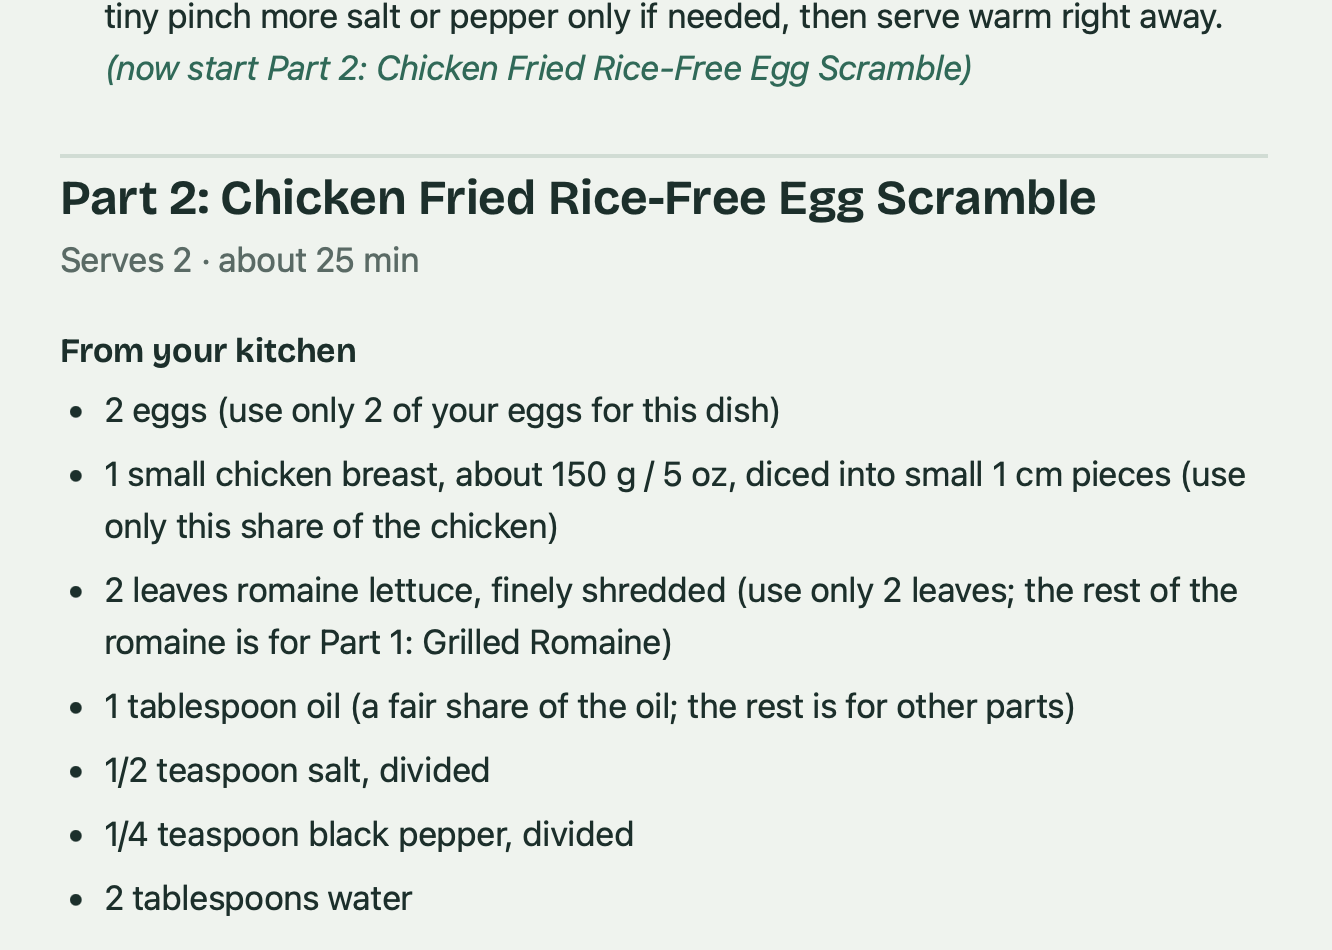 tiny pinch more salt or pepper only if needed, then serve warm right away.
(now start Part 2: Chicken Fried Rice-Free Egg Scramble)
Part 2: Chicken Fried Rice-Free Egg Scramble
Serves 2 · about 25 min
From your kitchen
• 2 eggs (use only 2 of your eggs for this dish)
• 1 small chicken breast, about 150 g / 5 oz, diced into small 1 cm pieces (use
only this share of the chicken)
• 2 leaves romaine lettuce, finely shredded (use only 2 leaves; the rest of the
romaine is for Part 1: Grilled Romaine)
• 1 tablespoon oil (a fair share of the oil; the rest is for other parts)
• 1/2 teaspoon salt, divided
• 1/4 teaspoon black pepper, divided
• 2 tablespoons water